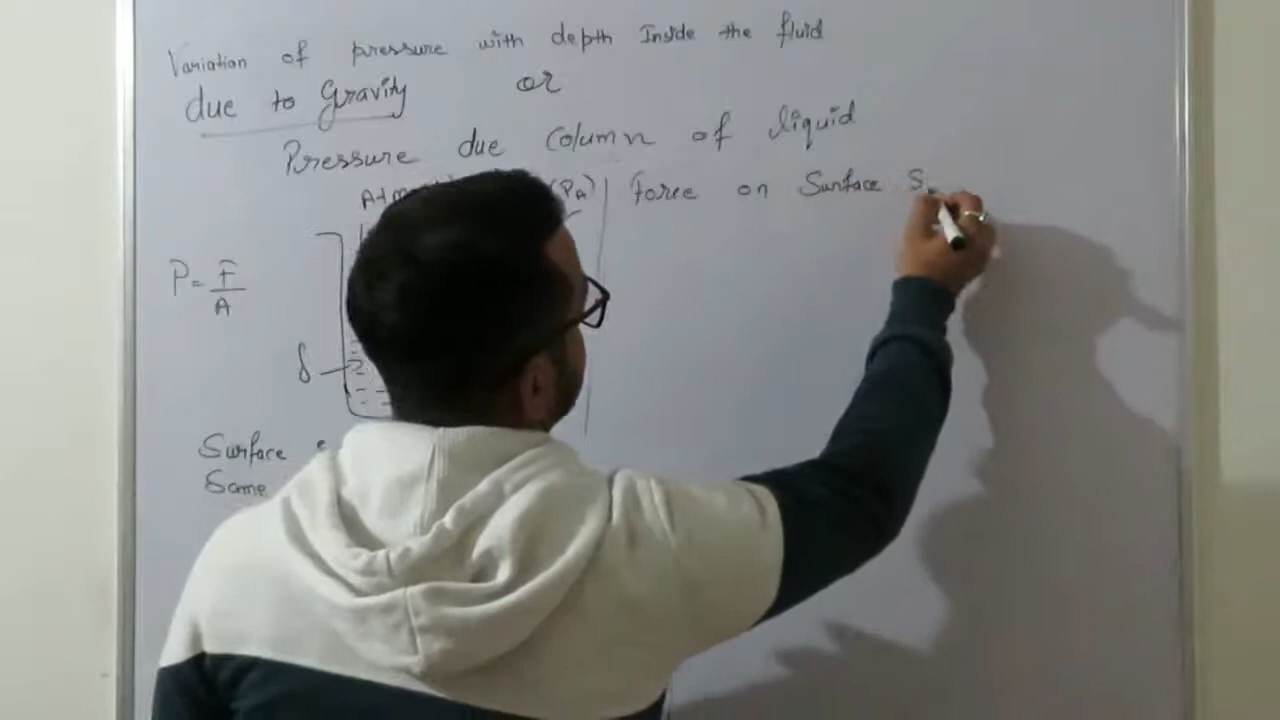 Variation of pressure with depth Inside the fluid
due to Gravity or
Pressure due Column of liquid
(Pa) Force on Surface S
P = F/A
δ
Surface
Same